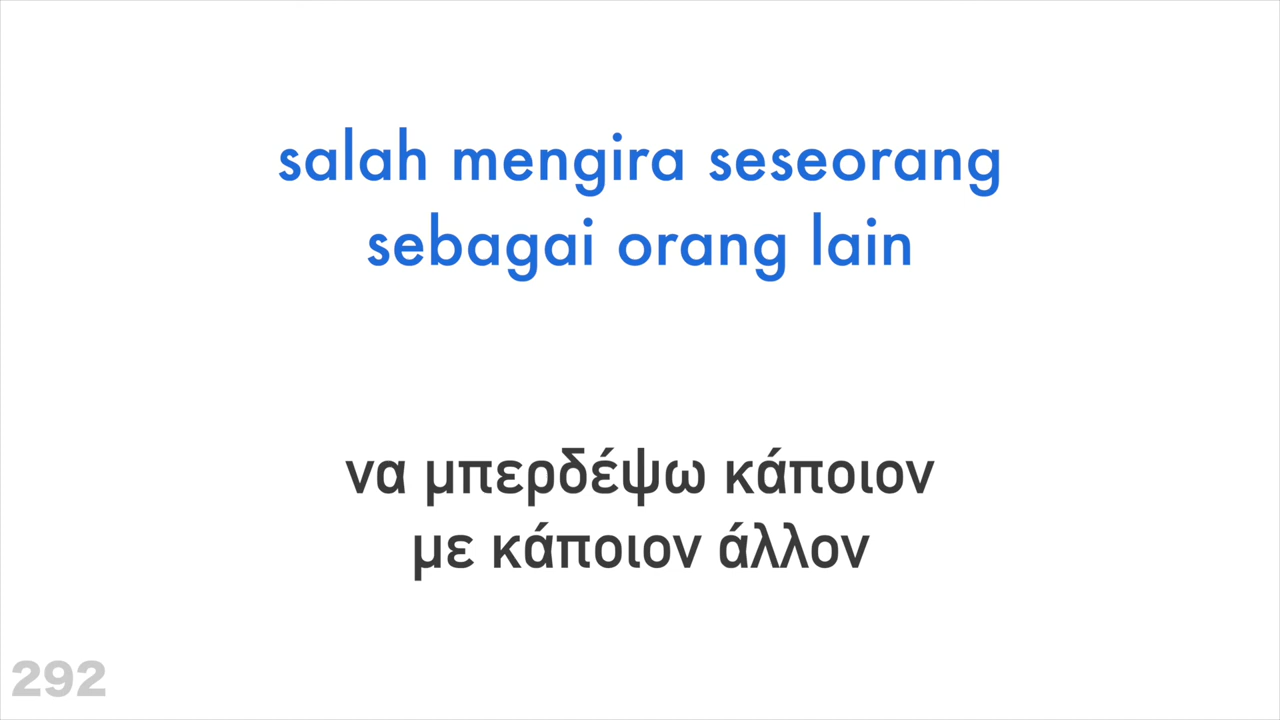 salah mengira seseorang
sebagai orang lain
να μπερδέψω κάποιον
με κάποιον άλλον
292